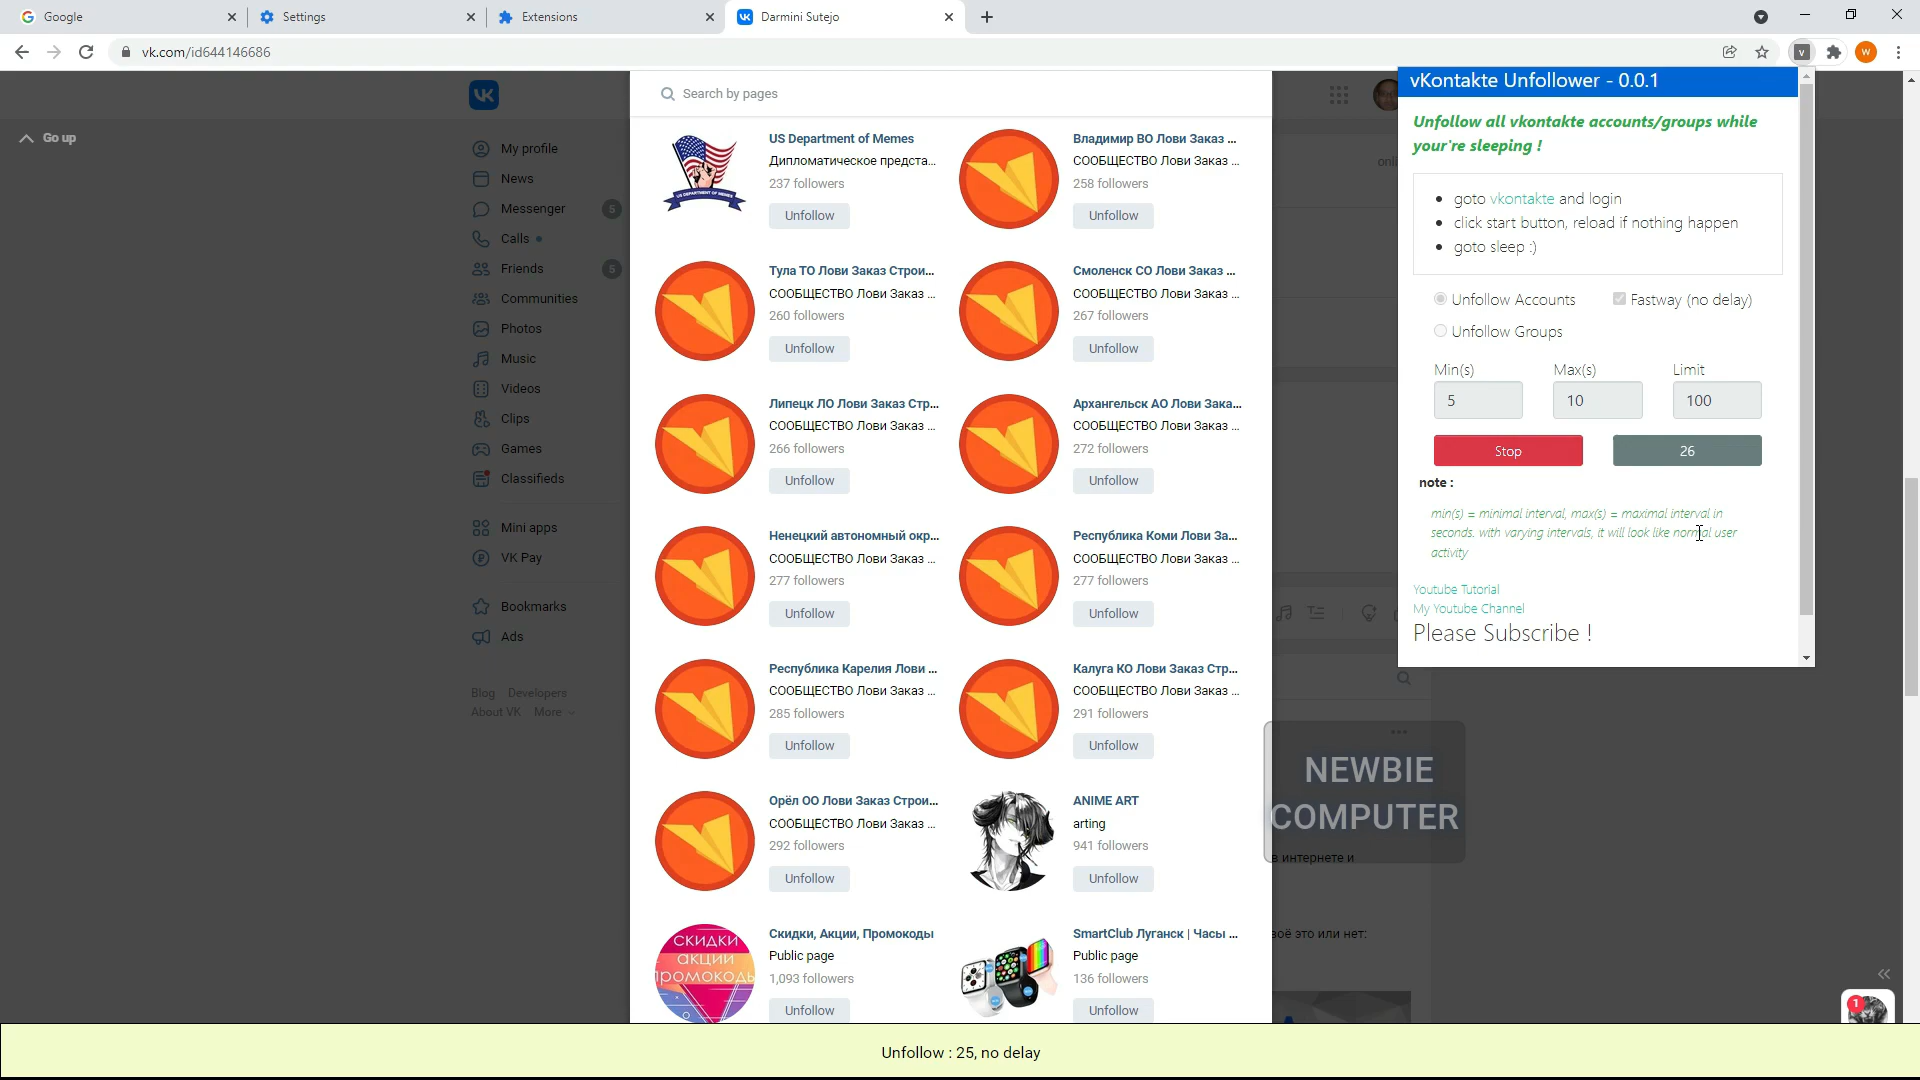 Google
Settings
Extensions
Darmini Sutejo
vk.com/id644146686
W
Go up
My profile
News
Messenger 5
Calls
Friends 5
Communities
Photos
Music
Videos
Clips
Games
Classifieds
Mini apps
VK Pay
Bookmarks
Ads
Blog Developers
About VK More
Search by pages
US Department of Memes
Дипломатическое предста...
237 followers
Unfollow
Владимир ВО Лови Заказ ...
СООБЩЕСТВО Лови Заказ ...
258 followers
Unfollow
Тула ТО Лови Заказ Строи...
СООБЩЕСТВО Лови Заказ ...
260 followers
Unfollow
Смоленск СО Лови Заказ ...
СООБЩЕСТВО Лови Заказ ...
267 followers
Unfollow
Липецк ЛО Лови Заказ Стр...
СООБЩЕСТВО Лови Заказ ...
266 followers
Unfollow
Архангельск АО Лови Зака...
СООБЩЕСТВО Лови Заказ ...
272 followers
Unfollow
Ненецкий автономный окр...
СООБЩЕСТВО Лови Заказ ...
277 followers
Unfollow
Республика Коми Лови За...
СООБЩЕСТВО Лови Заказ ...
277 followers
Unfollow
Республика Карелия Лови ...
СООБЩЕСТВО Лови Заказ ...
285 followers
Unfollow
Калуга КО Лови Заказ Стр...
СООБЩЕСТВО Лови Заказ ...
291 followers
Unfollow
Орёл ОО Лови Заказ Строи...
СООБЩЕСТВО Лови Заказ ...
292 followers
Unfollow
ANIME ART
arting
941 followers
Unfollow
СКИДКИ
акции
промокоды
Скидки, Акции, Промокоды
Public page
1,093 followers
Unfollow
SmartClub Луганск | Часы ...
Public page
136 followers
Unfollow
vKontakte Unfollower - 0.0.1
Unfollow all vkontakte accounts/groups while
your're sleeping !
goto vkontakte and login
click start button, reload if nothing happen
goto sleep :)
Unfollow Accounts Fastway (no delay)
Unfollow Groups
Min(s) Max(s) Limit
5 10 100
Stop 26
note :
min(s) = minimal interval, max(s) = maximal interval in
seconds. with varying intervals, it will look like normal user
activity
Youtube Tutorial
My Youtube Channel
Please Subscribe !
NEWBIE
COMPUTER
в интернете и
воё это или нет:
1
Unfollow : 25, no delay